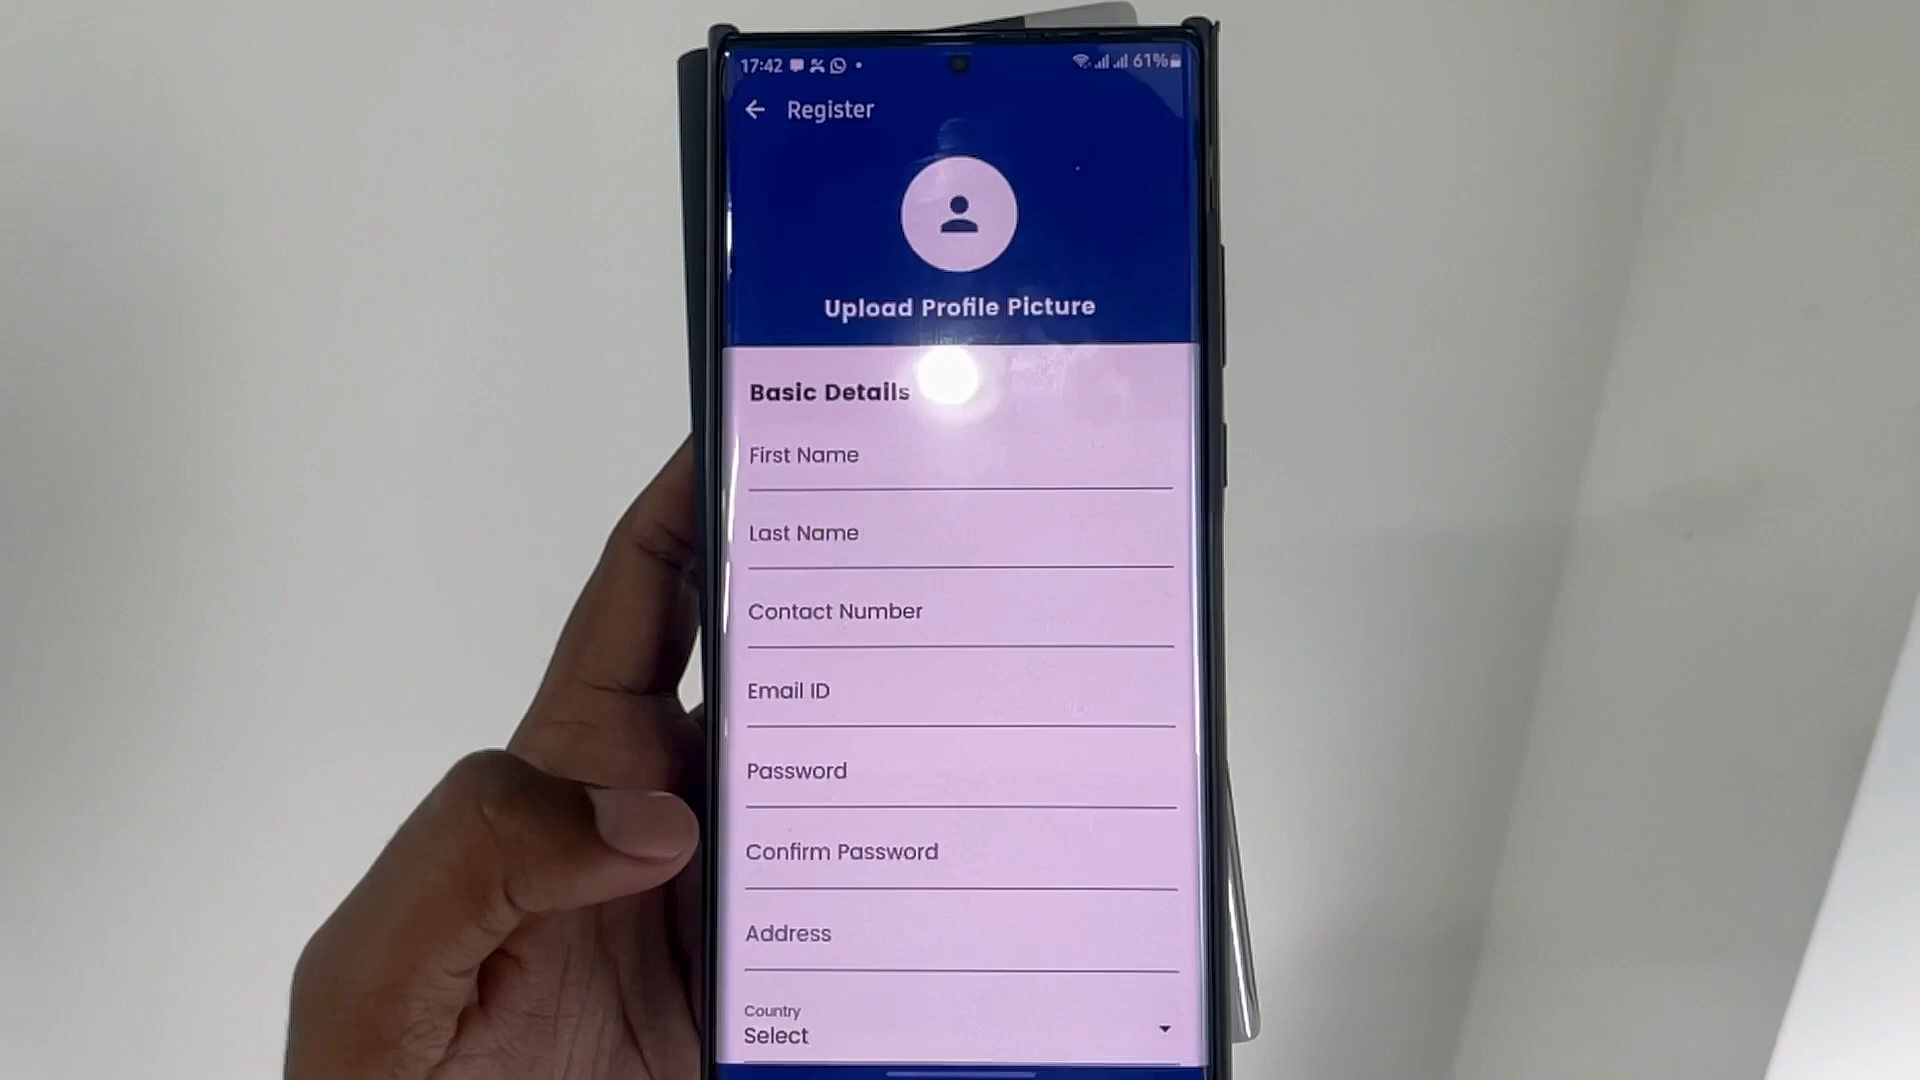 17:42 61%
Register
Upload Profile Picture
Basic Details
First Name
Last Name
Contact Number
Email ID
Password
Confirm Password
Address
Country
Select